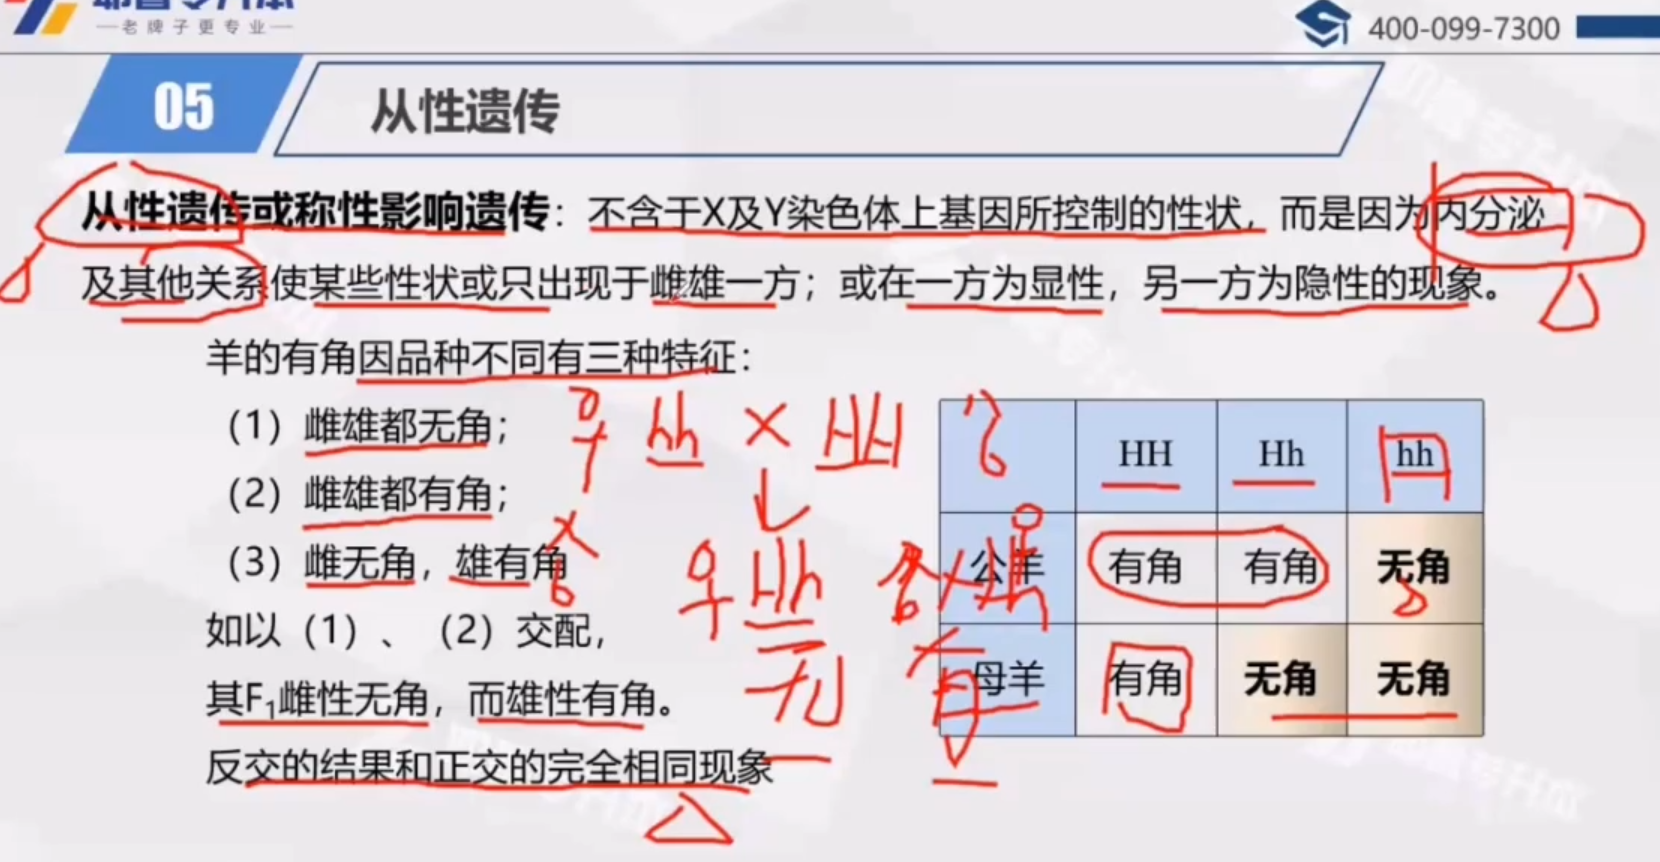 老牌子更专业
400-099-7300
05
从性遗传
从性遗传或称性影响遗传：不含于X及Y染色体上基因所控制的性状，而是因为内分泌
及其他关系使某些性状或只出现于雌雄一方；或在一方为显性，另一方为隐性的现象。
羊的有角因品种不同有三种特征：
（1）雌雄都无角；
（2）雌雄都有角；
（3）雌无角，雄有角
如以（1）、（2）交配，
其F₁雌性无角，而雄性有角。
反交的结果和正交的完全相同现象
♀ hh × HH
♀ Hh
无 有
HH Hh hh
公羊 有角 有角 无角
母羊 有角 无角 无角